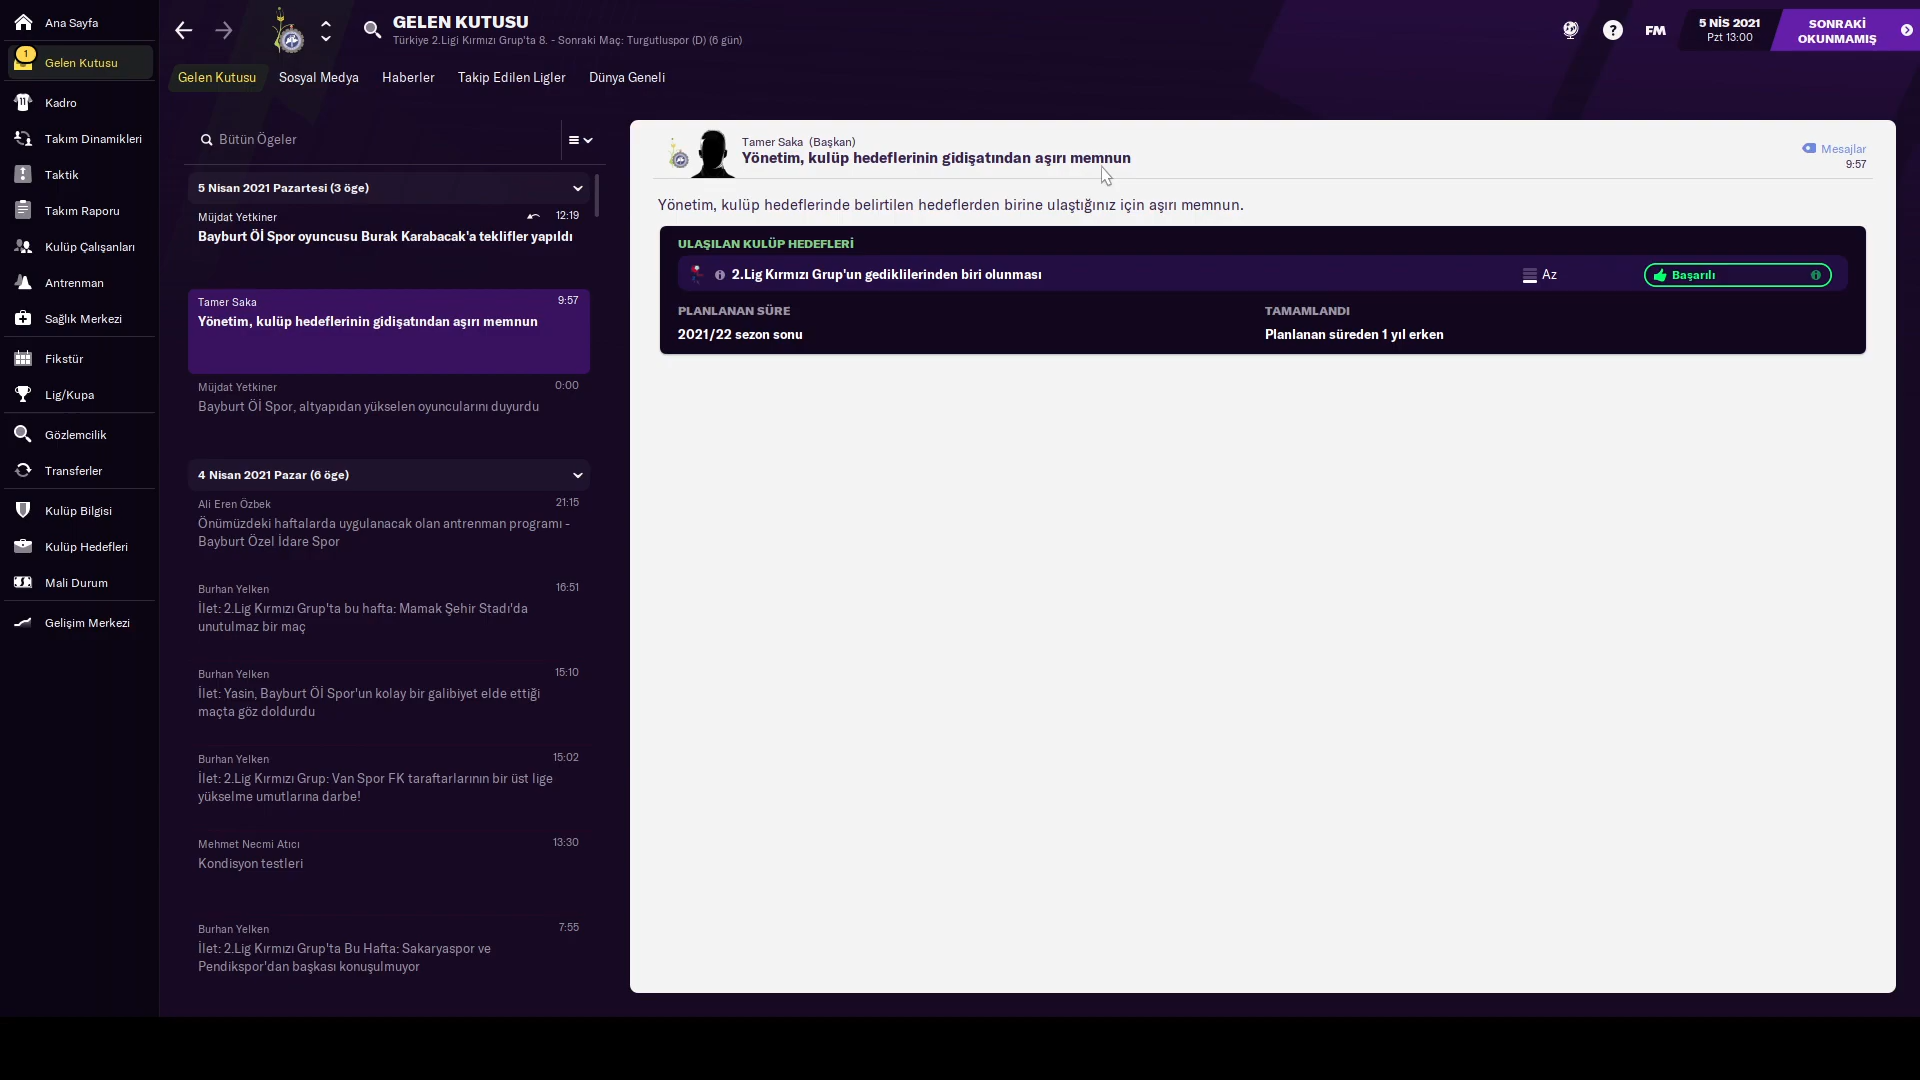 Ana Sayfa
1
Gelen Kutusu
Kadro
Takım Dinamikleri
Taktik
Takım Raporu
Kulüp Çalışanları
Antrenman
Sağlık Merkezi
Fikstür
Lig/Kupa
Gözlemcilik
Transferler
Kulüp Bilgisi
Kulüp Hedefleri
Mali Durum
Gelişim Merkezi
GELEN KUTUSU
Türkiye 2.Ligi Kırmızı Grup'ta 8. - Sonraki Maç: Turgutluspor (D) (6 gün)
FM
5 NİS 2021
Pzt 13:00
SONRAKİ
OKUNMAMIŞ
Gelen Kutusu
Sosyal Medya
Haberler
Takip Edilen Ligler
Dünya Geneli
Bütün Ögeler
5 Nisan 2021 Pazartesi (3 öge)
Müjdat Yetkiner 12:19
Bayburt Öİ Spor oyuncusu Burak Karabacak'a teklifler yapıldı
Tamer Saka 9:57
Yönetim, kulüp hedeflerinin gidişatından aşırı memnun
Müjdat Yetkiner 0:00
Bayburt Öİ Spor, altyapıdan yükselen oyuncularını duyurdu
4 Nisan 2021 Pazar (6 öge)
Ali Eren Özbek 21:15
Önümüzdeki haftalarda uygulanacak olan antrenman programı -
Bayburt Özel İdare Spor
Burhan Yelken 16:51
İlet: 2.Lig Kırmızı Grup'ta bu hafta: Mamak Şehir Stadı'da
unutulmaz bir maç
Burhan Yelken 15:10
İlet: Yasin, Bayburt Öİ Spor'un kolay bir galibiyet elde ettiği
maçta göz doldurdu
Burhan Yelken 15:02
İlet: 2.Lig Kırmızı Grup: Van Spor FK taraftarlarının bir üst lige
yükselme umutlarına darbe!
Mehmet Necmi Atıcı 13:30
Kondisyon testleri
Burhan Yelken 7:55
İlet: 2.Lig Kırmızı Grup'ta Bu Hafta: Sakaryaspor ve
Pendikspor'dan başkası konuşulmuyor
Tamer Saka (Başkan)
Yönetim, kulüp hedeflerinin gidişatından aşırı memnun
Mesajlar
9:57
Yönetim, kulüp hedeflerinde belirtilen hedeflerden birine ulaştığınız için aşırı memnun.
ULAŞILAN KULÜP HEDEFLERİ
2.Lig Kırmızı Grup'un gediklilerinden biri olunması
Az
Başarılı
PLANLANAN SÜRE
TAMAMLANDI
2021/22 sezon sonu
Planlanan süreden 1 yıl erken